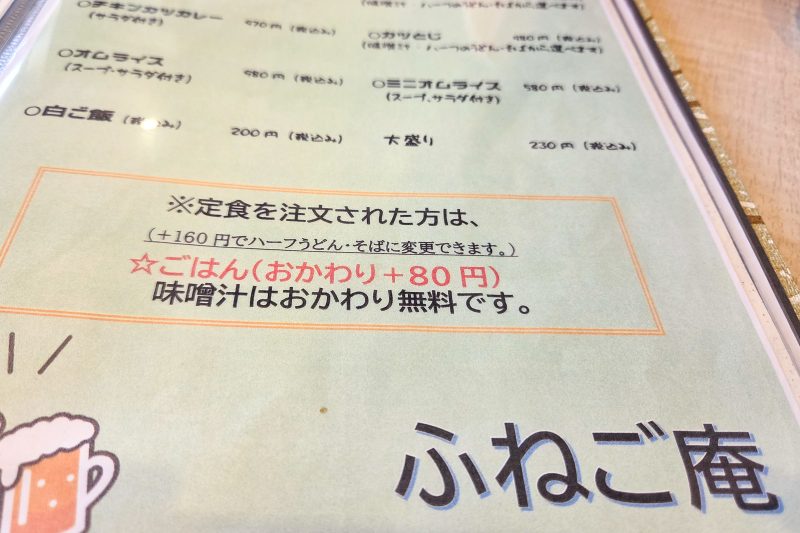 ○チキンカツカレー 970円(税込み)
(サラダ付き)
○カツとじ 980円(税込み)
○オムライス 980円(税込み)
(スープ・サラダ付き)
○ミニオムライス 580円(税込み)
(スープ、サラダ付き)
○白ご飯(税込み) 200円(税込み) 大盛り 230円(税込み)
※定食を注文された方は、
(+160円でハーフうどん・そばに変更できます。)
☆ごはん(おかわり+80円)
味噌汁はおかわり無料です。
ふねご庵